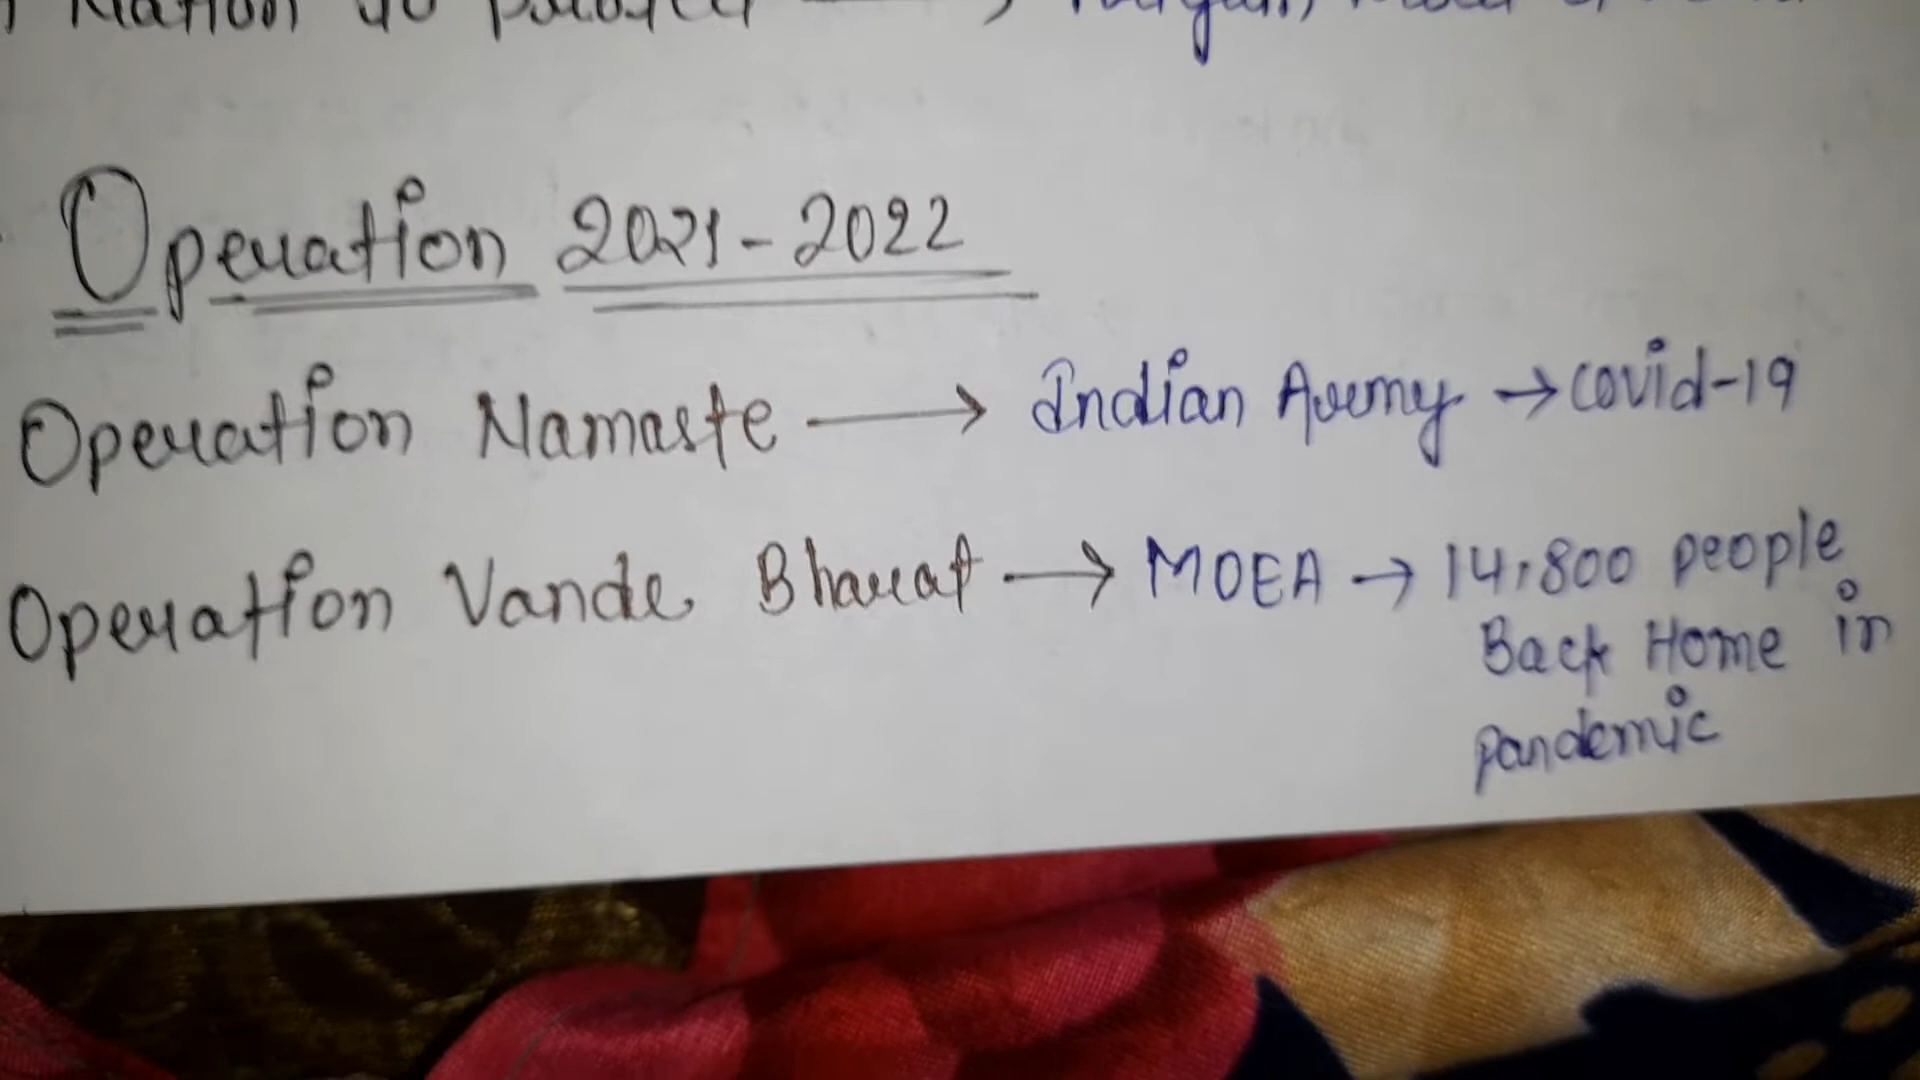 Operation 2021-2022
Operation Namaste → Indian Army → covid-19
Operation Vande Bharat → MOEA → 14,800 people
Back Home in
pandemic